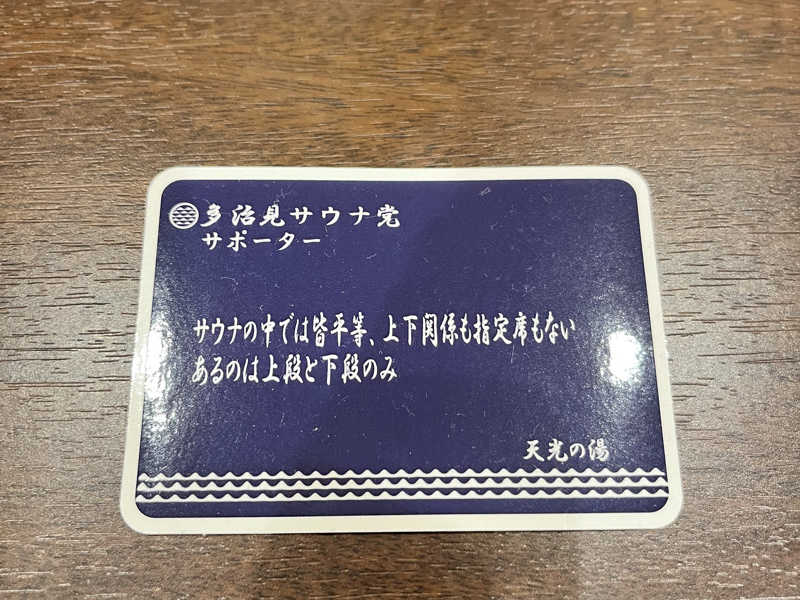 多治見サウナ党
サポーター
サウナの中では皆平等、上下関係も指定席もない
あるのは上段と下段のみ
天光の湯